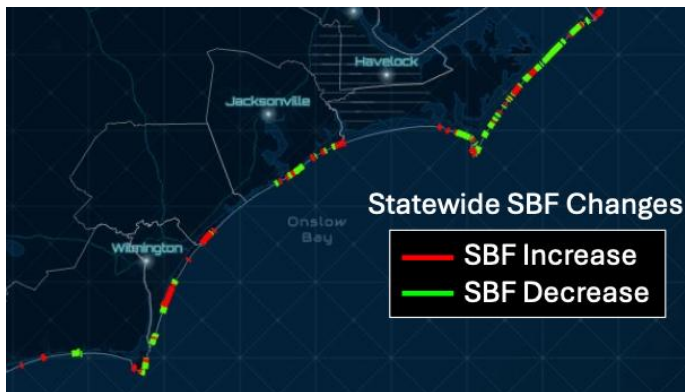 Havelock
Jacksonville
Statewide SBF Changes
Onslow
Bay
SBF Increase
Wilmington
SBF Decrease